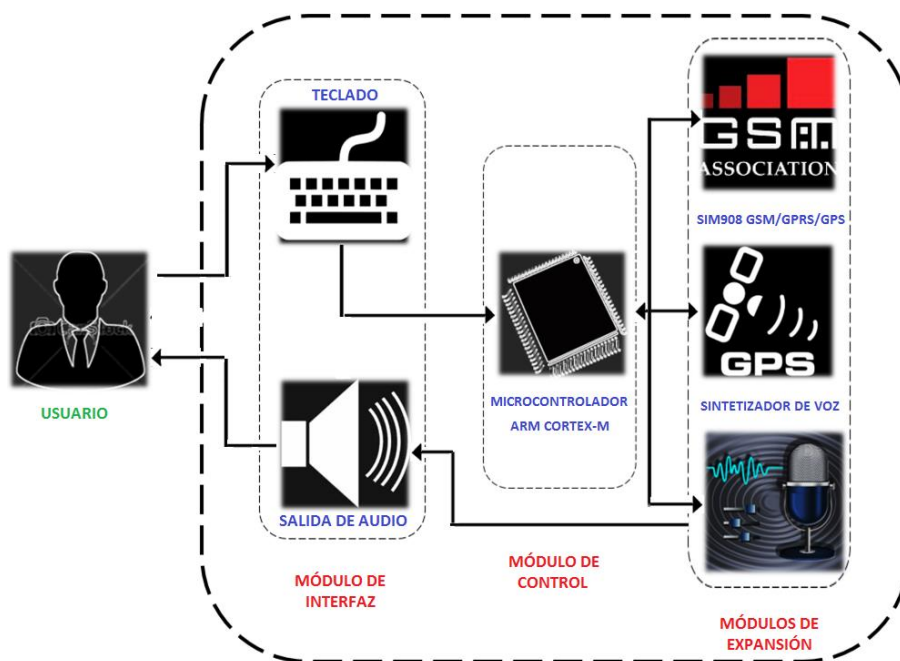 TECLADO
GSM
ASSOCIATION
SIM908 GSM/GPRS/GPS
USUARIO
MICROCONTROLADOR
ARM CORTEX-M
GPS
SINTETIZADOR DE VOZ
SALIDA DE AUDIO
MÓDULO DE
INTERFAZ
MÓDULO DE
CONTROL
MÓDULOS DE
EXPANSIÓN